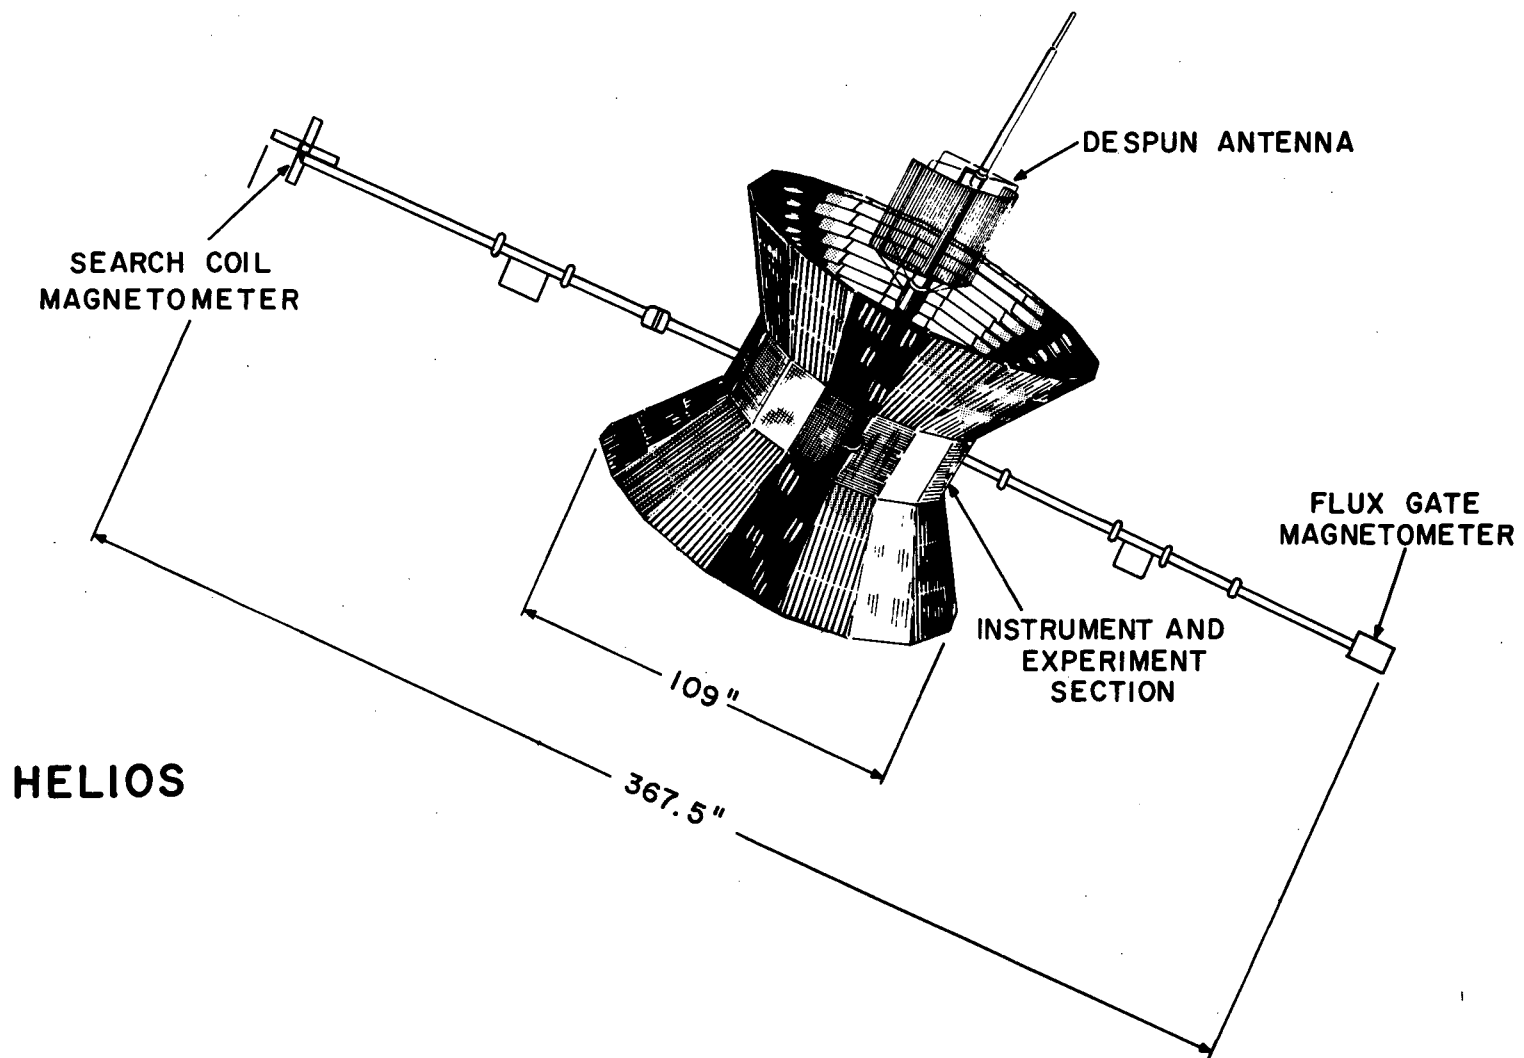 DESPUN ANTENNA
SEARCH COIL
MAGNETOMETER
FLUX GATE
MAGNETOMETER
INSTRUMENT AND
EXPERIMENT
SECTION
109"
367.5"
HELIOS